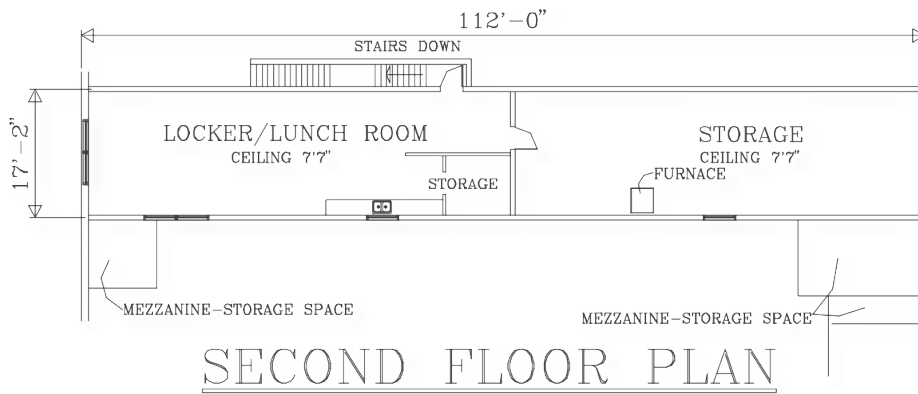 112'-0"
STAIRS DOWN
17'-2"
LOCKER/LUNCH ROOM
CEILING 7'7"
STORAGE
CEILING 7'7"
FURNACE
STORAGE
MEZZANINE-STORAGE SPACE
MEZZANINE-STORAGE SPACE
SECOND FLOOR PLAN